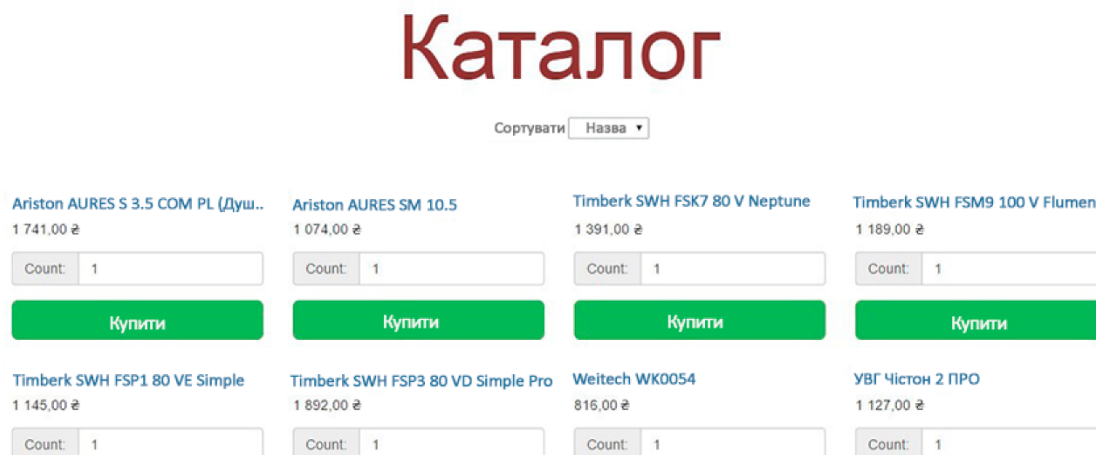 Каталог
Сортувати Назва
Ariston AURES S 3.5 COM PL (Душ.. Ariston AURES SM 10.5 Timberk SWH FSK7 80 V Neptune Timberk SWH FSM9 100 V Flumen
1 741,00 ₴ 1 074,00 ₴ 1 391,00 ₴ 1 189,00 ₴
Count: 1 Count: 1 Count: 1 Count: 1
Купити Купити Купити Купити
Timberk SWH FSP1 80 VE Simple Timberk SWH FSP3 80 VD Simple Pro Weitech WK0054 УВГ Чістон 2 ПРО
1 145,00 ₴ 1 892,00 ₴ 816,00 ₴ 1 127,00 ₴
Count: 1 Count: 1 Count: 1 Count: 1